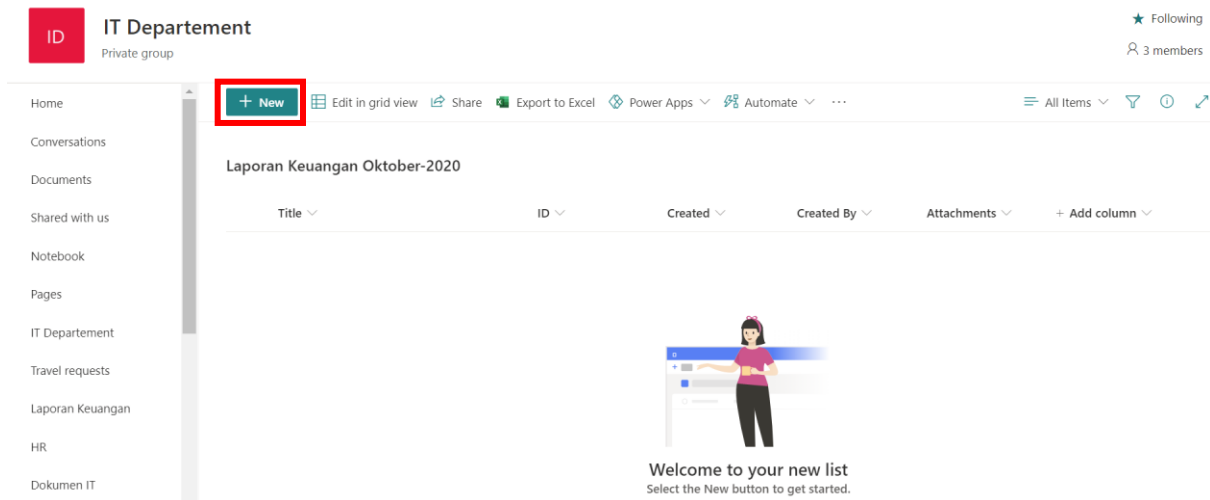 ID
IT Departement
Private group
Following
3 members
Home
Conversations
Documents
Shared with us
Notebook
Pages
IT Departement
Travel requests
Laporan Keuangan
HR
Dokumen IT
+ New Edit in grid view Share Export to Excel Power Apps Automate ... All Items
Laporan Keuangan Oktober-2020
Title ID Created Created By Attachments + Add column
Welcome to your new list
Select the New button to get started.